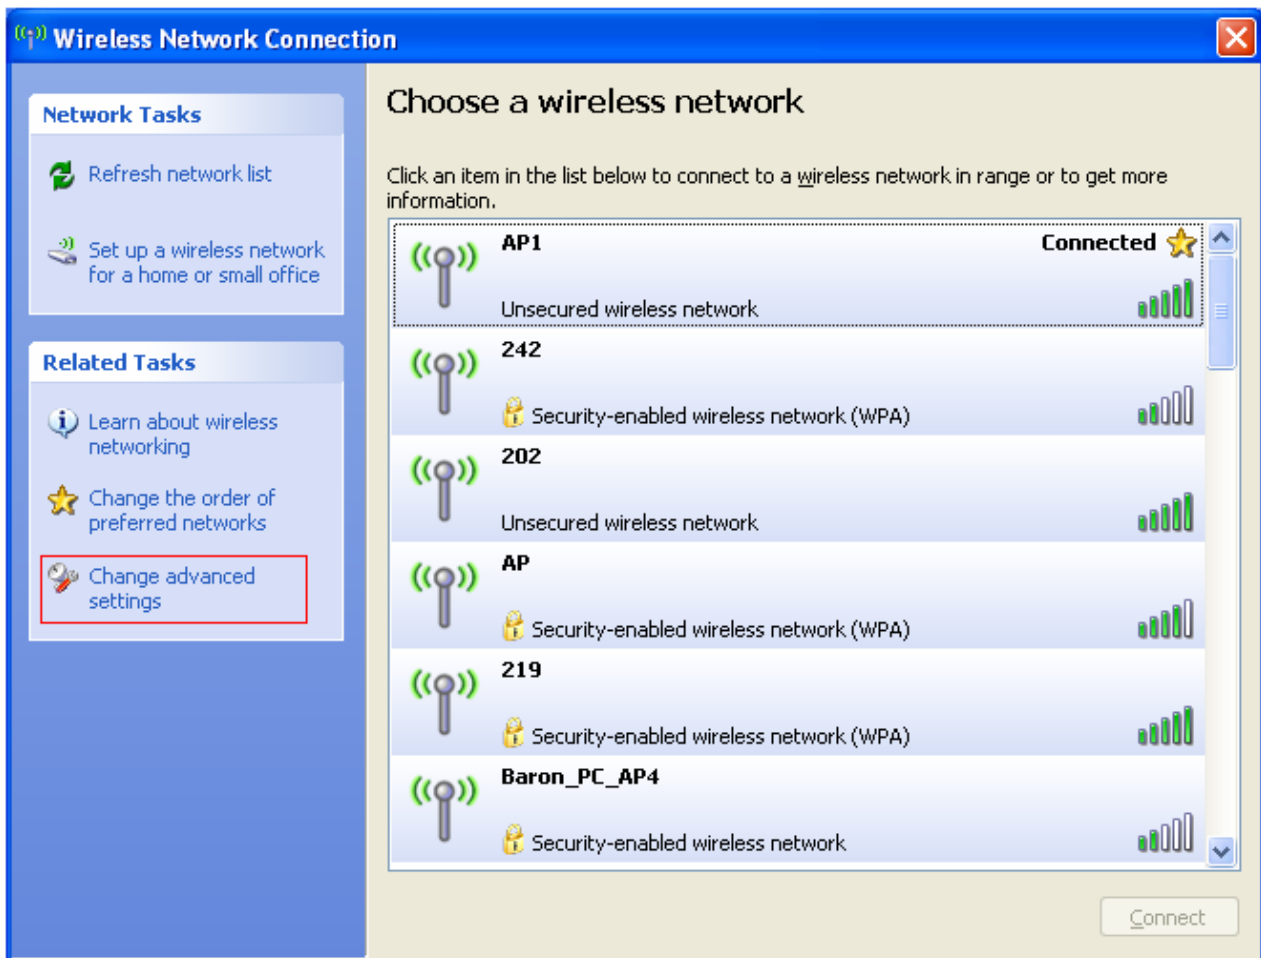 Wireless Network Connection
Network Tasks
Refresh network list
Set up a wireless network
for a home or small office
Related Tasks
Learn about wireless
networking
Change the order of
preferred networks
Change advanced
settings
Choose a wireless network
Click an item in the list below to connect to a wireless network in range or to get more
information.
AP1 Connected
Unsecured wireless network
242
Security-enabled wireless network (WPA)
202
Unsecured wireless network
AP
Security-enabled wireless network (WPA)
219
Security-enabled wireless network (WPA)
Baron_PC_AP4
Security-enabled wireless network
Connect